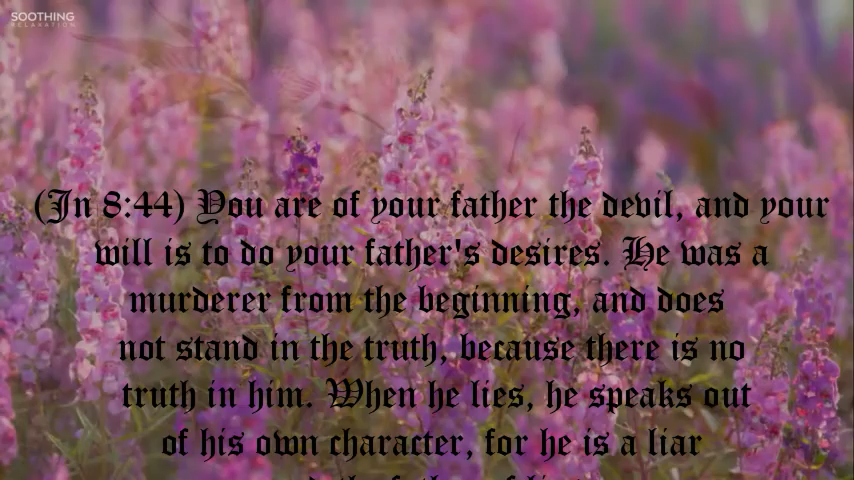 SOOTHING
RELAXATION
(Jn 8:44) You are of your father the devil, and your
will is to do your father's desires. He was a
murderer from the beginning, and does
not stand in the truth, because there is no
truth in him. When he lies, he speaks out
of his own character, for he is a liar